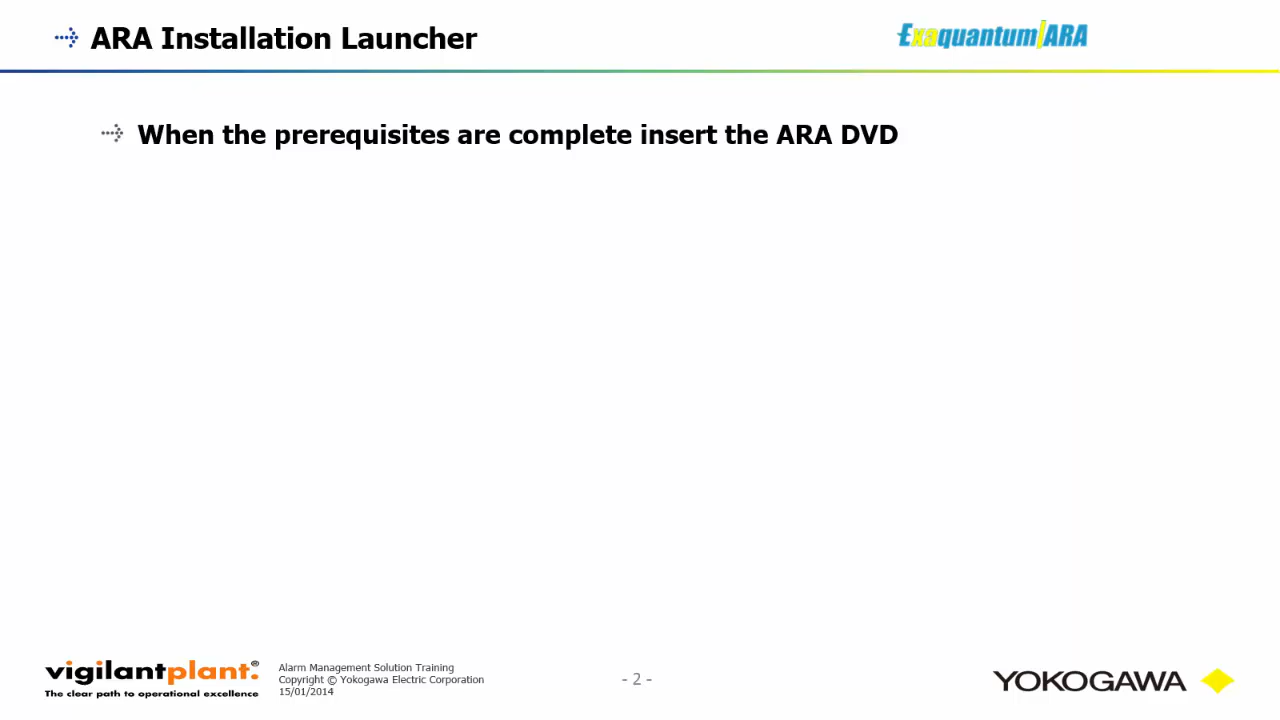 ARA Installation Launcher
Exaquantum/ARA
When the prerequisites are complete insert the ARA DVD
vigilantplant.®
The clear path to operational excellence
Alarm Management Solution Training
Copyright © Yokogawa Electric Corporation
15/01/2014
- 2 -
YOKOGAWA